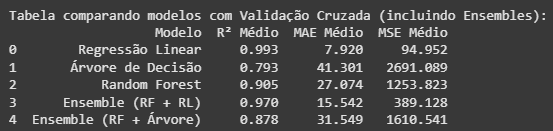 Tabela comparando modelos com Validação Cruzada (incluindo Ensembles):
Modelo R² Médio MAE Médio MSE Médio
0 Regressão Linear 0.993 7.920 94.952
1 Árvore de Decisão 0.793 41.301 2691.089
2 Random Forest 0.905 27.074 1253.823
3 Ensemble (RF + RL) 0.970 15.542 389.128
4 Ensemble (RF + Árvore) 0.878 31.549 1610.541